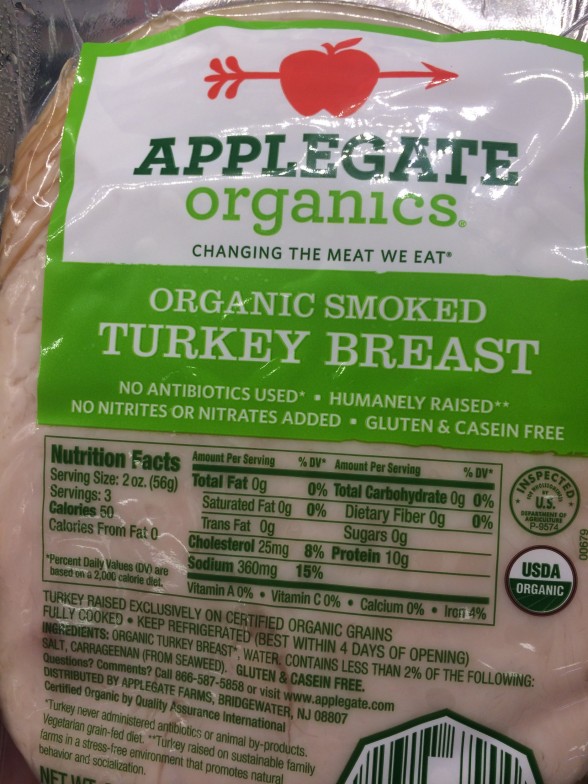 APPLEGATE
organics®
CHANGING THE MEAT WE EAT®
ORGANIC SMOKED
TURKEY BREAST
NO ANTIBIOTICS USED* ▪ HUMANELY RAISED**
NO NITRITES OR NITRATES ADDED ▪ GLUTEN & CASEIN FREE
Nutrition Facts
Serving Size: 2 oz. (56g)
Servings: 3
Calories 50
Calories From Fat 0
*Percent Daily Values (DV) are
based on a 2,000 calorie diet.
Amount Per Serving % DV*
Total Fat 0g 0%
Saturated Fat 0g 0%
Trans Fat 0g
Cholesterol 25mg 8%
Sodium 360mg 15%
Amount Per Serving % DV*
Total Carbohydrate 0g 0%
Dietary Fiber 0g 0%
Sugars 0g
Protein 10g
Vitamin A 0% • Vitamin C 0% • Calcium 0% • Iron 4%
INSPECTED
U.S.
DEPARTMENT OF
AGRICULTURE
P-9574
USDA
ORGANIC
00679
TURKEY RAISED EXCLUSIVELY ON CERTIFIED ORGANIC GRAINS
FULLY COOKED • KEEP REFRIGERATED (BEST WITHIN 4 DAYS OF OPENING)
INGREDIENTS: ORGANIC TURKEY BREAST*, WATER, CONTAINS LESS THAN 2% OF THE FOLLOWING:
SALT, CARRAGEENAN (FROM SEAWEED). GLUTEN & CASEIN FREE.
Questions? Comments? Call 866-587-5858 or visit www.applegate.com
DISTRIBUTED BY APPLEGATE FARMS, BRIDGEWATER, NJ 08807
Certified Organic by Quality Assurance International
*Turkey never administered antibiotics or animal by-products.
Vegetarian grain-fed diet. **Turkey raised on sustainable family
farms in a stress-free environment that promotes natural
behavior and socialization.
NET WT.